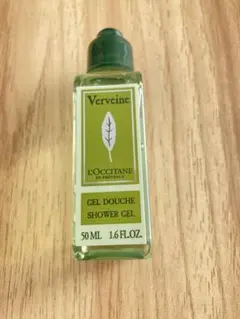 Verveine
L'OCCITANE
EN PROVENCE
GEL DOUCHE
SHOWER GEL
50 ML 1.6 FL.OZ.